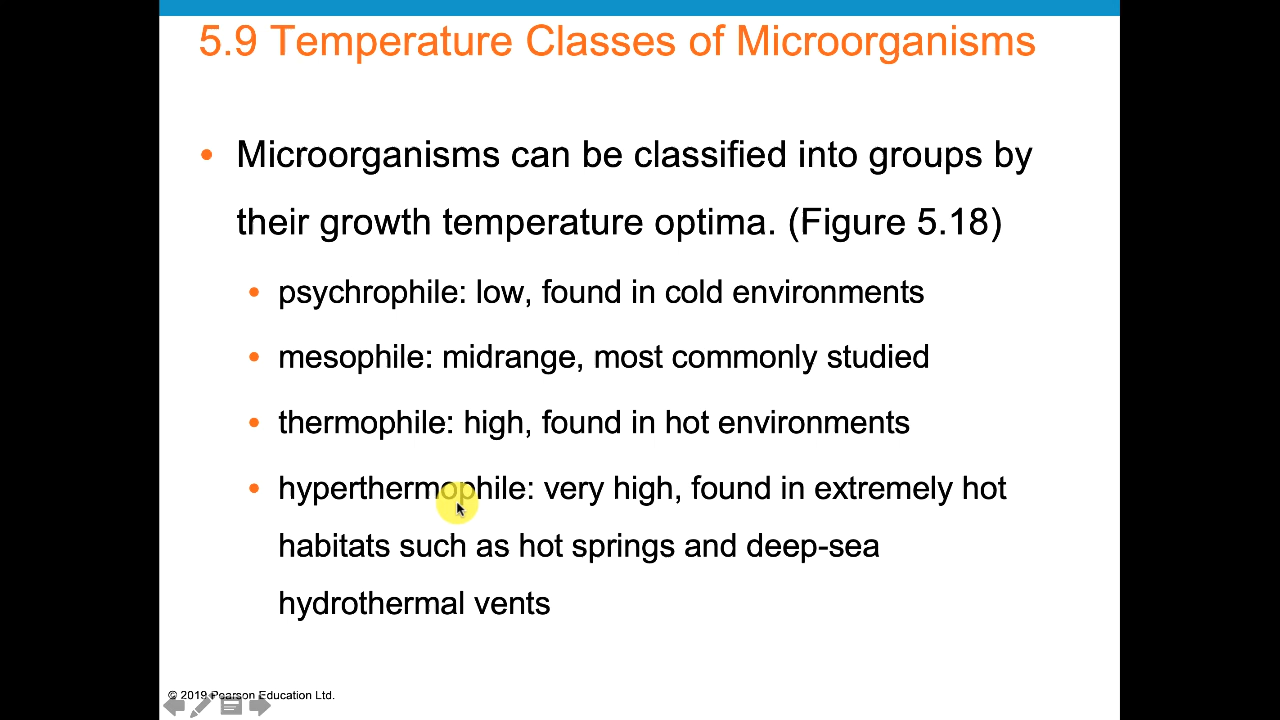 5.9 Temperature Classes of Microorganisms
• Microorganisms can be classified into groups by
their growth temperature optima. (Figure 5.18)
• psychrophile: low, found in cold environments
• mesophile: midrange, most commonly studied
• thermophile: high, found in hot environments
• hyperthermophile: very high, found in extremely hot
habitats such as hot springs and deep-sea
hydrothermal vents
© 2019 Pearson Education Ltd.